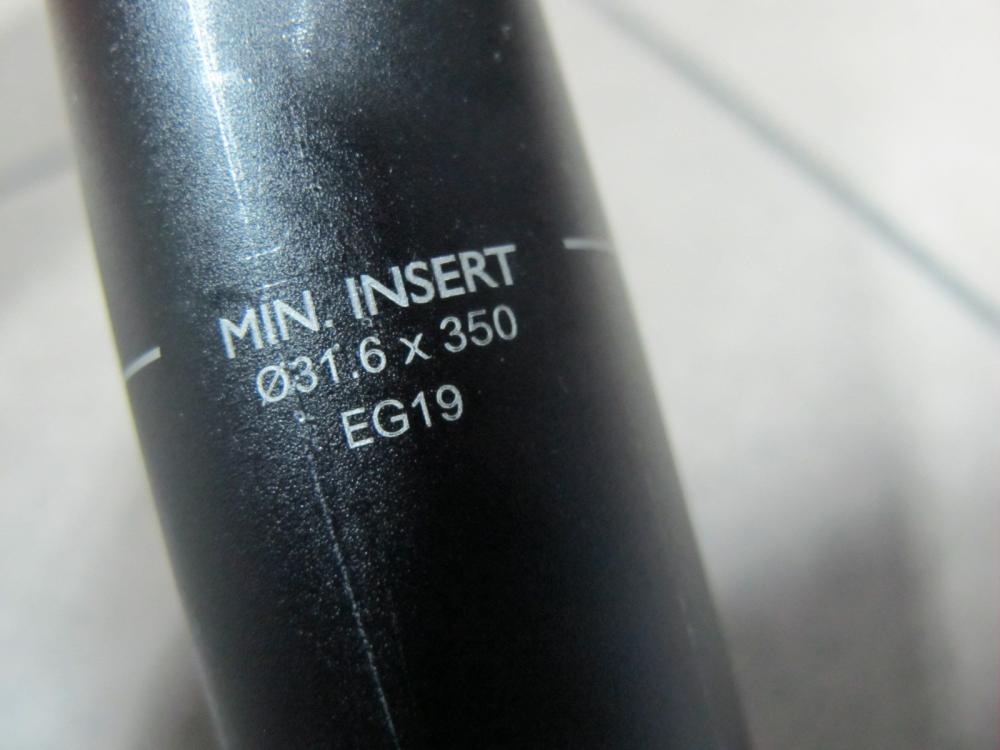 MIN. INSERT
Ø31.6 x 350
EG19